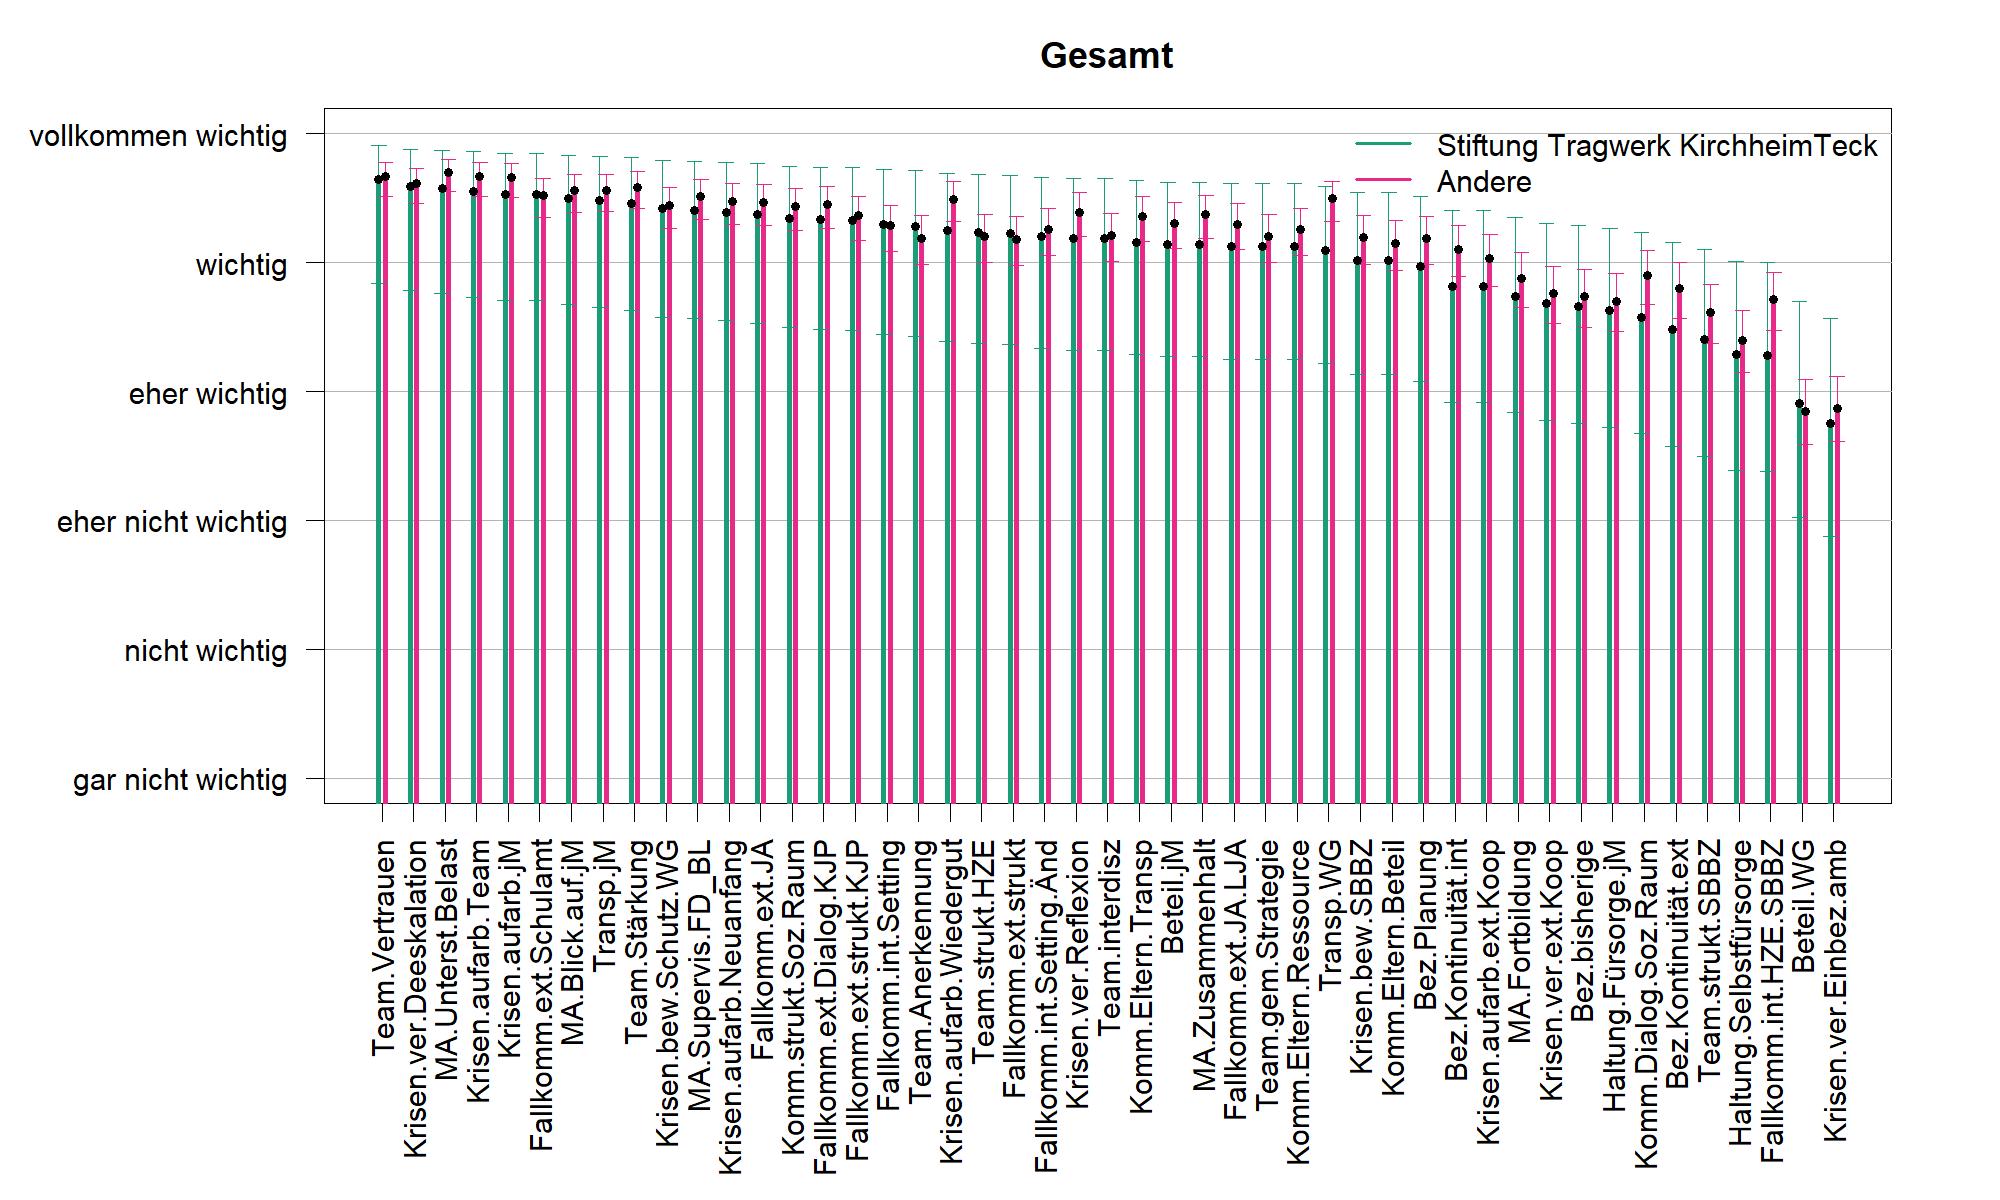 Gesamt
vollkommen wichtig
wichtig
eher wichtig
eher nicht wichtig
nicht wichtig
gar nicht wichtig
Stiftung Tragwerk KirchheimTeck
Andere
Team.Vertrauen
Krisen.ver.Deeskalation
MA.Unterst.Belast
Krisen.aufarb.Team
Krisen.aufarb.jM
Fallkomm.ext.Schulamt
MA.Blick.auf.jM
Transp.jM
Team.Stärkung
Krisen.bew.Schutz.WG
MA.Supervis.FD_BL
Krisen.aufarb.Neuanfang
Fallkomm.ext.JA
Komm.strukt.Soz.Raum
Fallkomm.ext.Dialog.KJP
Fallkomm.ext.strukt.KJP
Fallkomm.int.Setting
Team.Anerkennung
Krisen.aufarb.Wiedergut
Team.strukt.HZE
Fallkomm.ext.strukt
Fallkomm.int.Setting.Änd
Krisen.ver.Reflexion
Team.interdisz
Komm.Eltern.Transp
Beteil.jM
MA.Zusammenhalt
Fallkomm.ext.JA.LJA
Team.gem.Strategie
Komm.Eltern.Ressource
Transp.WG
Krisen.bew.SBBZ
Komm.Eltern.Beteil
Bez.Planung
Bez.Kontinuität.int
Krisen.aufarb.ext.Koop
MA.Fortbildung
Krisen.ver.ext.Koop
Bez.bisherige
Haltung.Fürsorge.jM
Komm.Dialog.Soz.Raum
Bez.Kontinuität.ext
Team.strukt.SBBZ
Haltung.Selbstfürsorge
Fallkomm.int.HZE.SBBZ
Beteil.WG
Krisen.ver.Einbez.amb